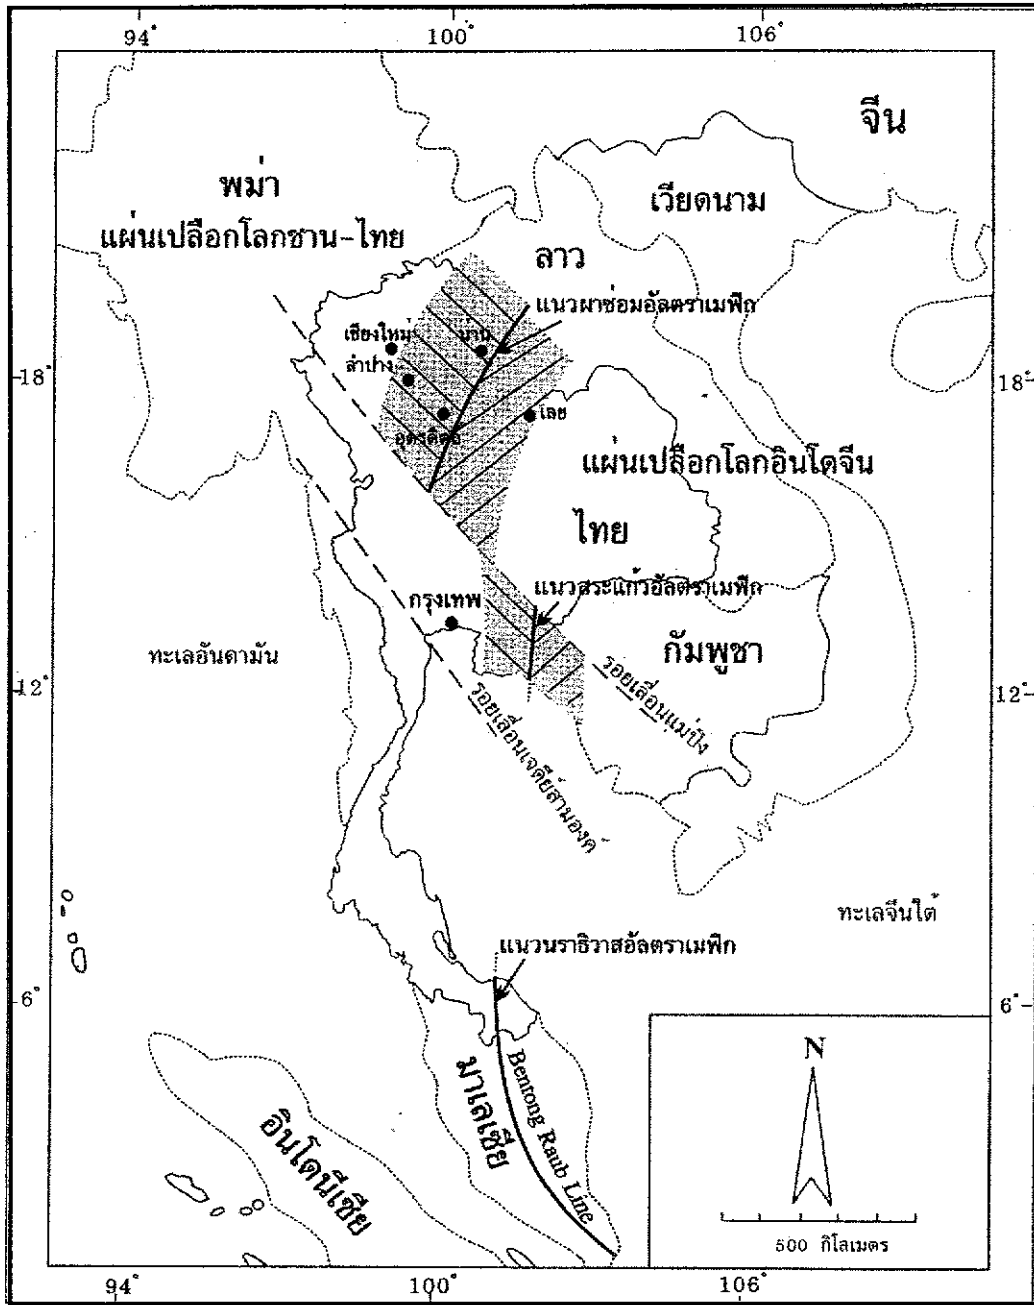 94°
100°
106°
จีน
พม่า
แผ่นเปลือกโลกชาน-ไทย
เวียดนาม
ลาว
แนวผาซ่อมอัลตราเมฟิก
เชียงใหม่
น่าน
ลำปาง
18°
18°
เลย
อุตรดิตถ์
แผ่นเปลือกโลกอินโดจีน
ไทย
แนวสระแก้วอัลตราเมฟิก
กรุงเทพ
ทะเลอันดามัน
กัมพูชา
รอยเลื่อนแม่ปิง
12°
12°
รอยเลื่อนเจดีย์สามองค์
ทะเลจีนใต้
แนวนราธิวาสอัลตราเมฟิก
6°
6°
มาเลเซีย
Bentong Raub Line
อินโดนีเซีย
N
500 กิโลเมตร
94°
100°
106°